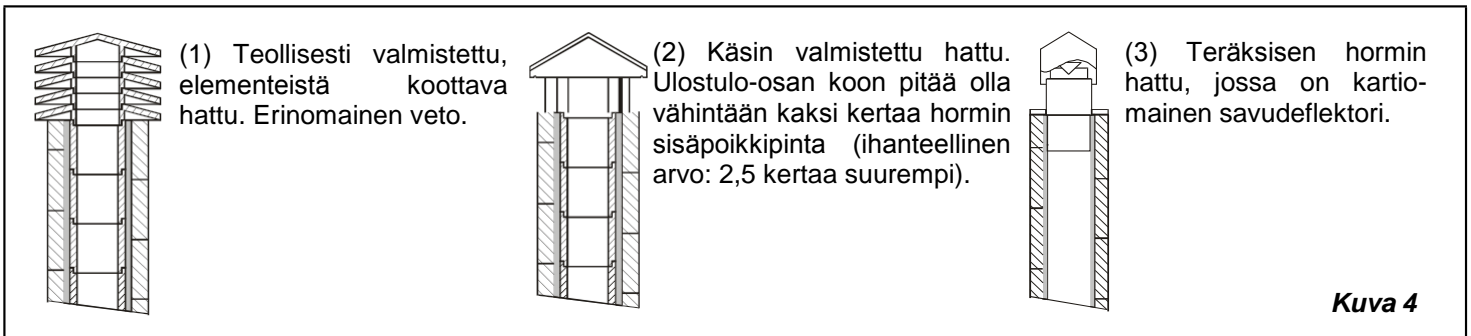 (1) Teollisesti valmistettu,
elementeistä koottava
hattu. Erinomainen veto.
(2) Käsin valmistettu hattu.
Ulostulo-osan koon pitää olla
vähintään kaksi kertaa hormin
sisäpoikkipinta (ihanteellinen
arvo: 2,5 kertaa suurempi).
(3) Teräksisen hormin
hattu, jossa on kartio-
mainen savudeflektori.
Kuva 4